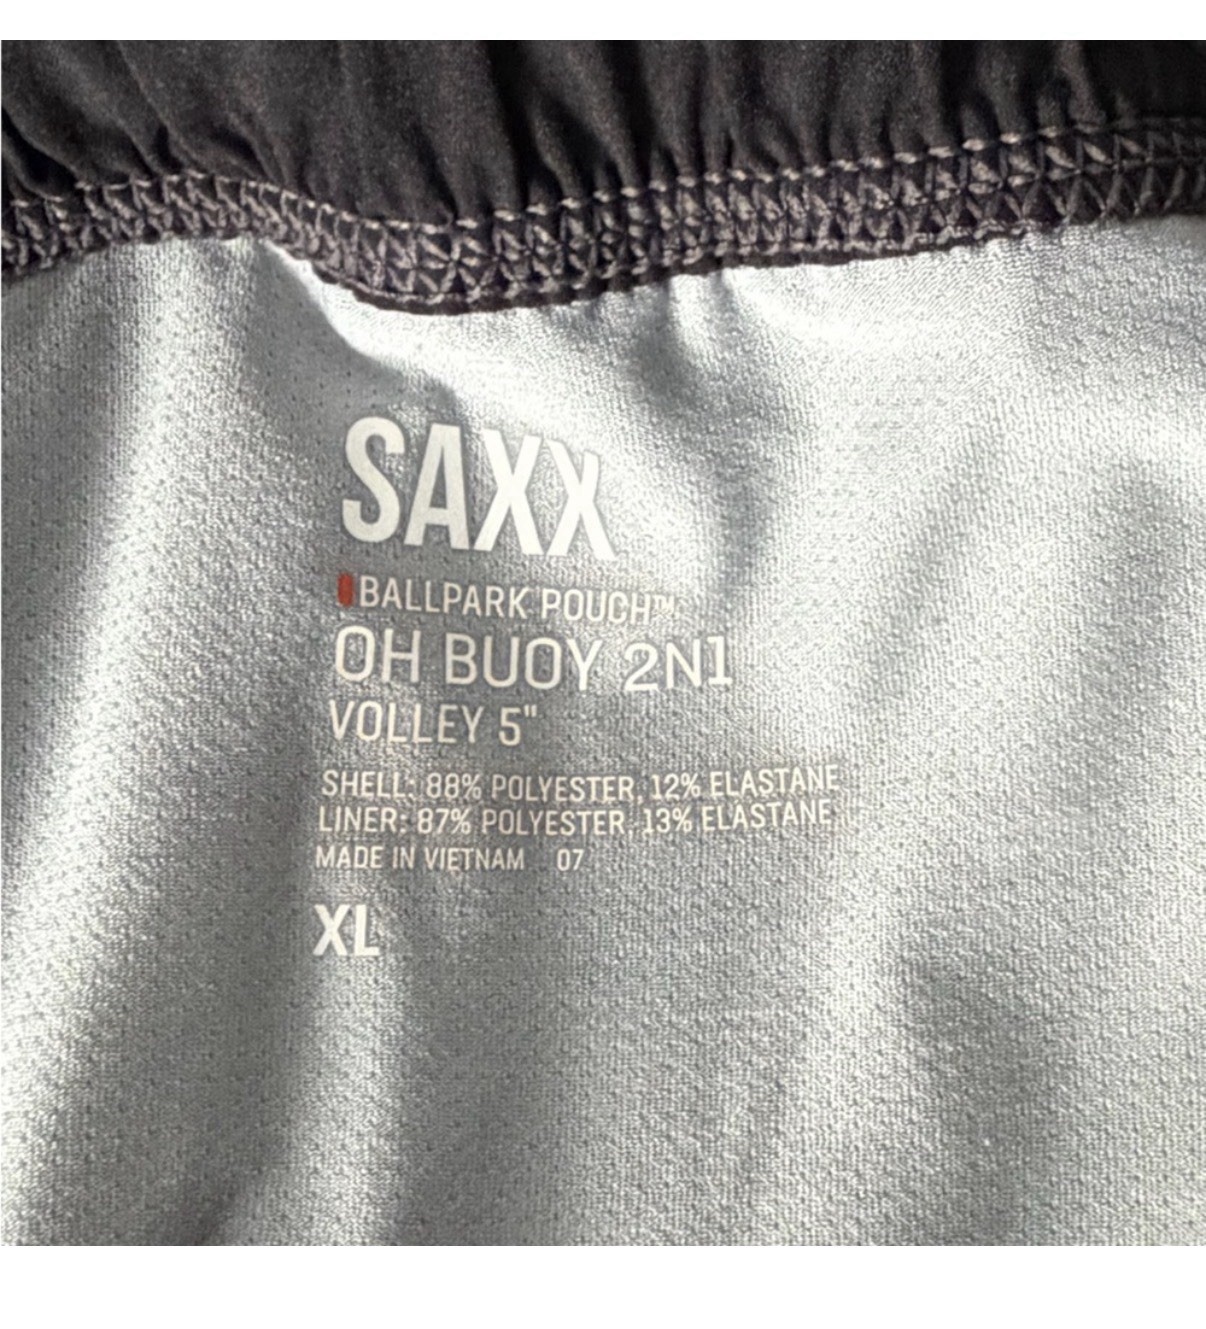 SAXX
BALLPARK POUCH™
OH BUOY 2N1
VOLLEY 5"
SHELL: 88% POLYESTER, 12% ELASTANE
LINER: 87% POLYESTER, 13% ELASTANE
MADE IN VIETNAM 07
XL